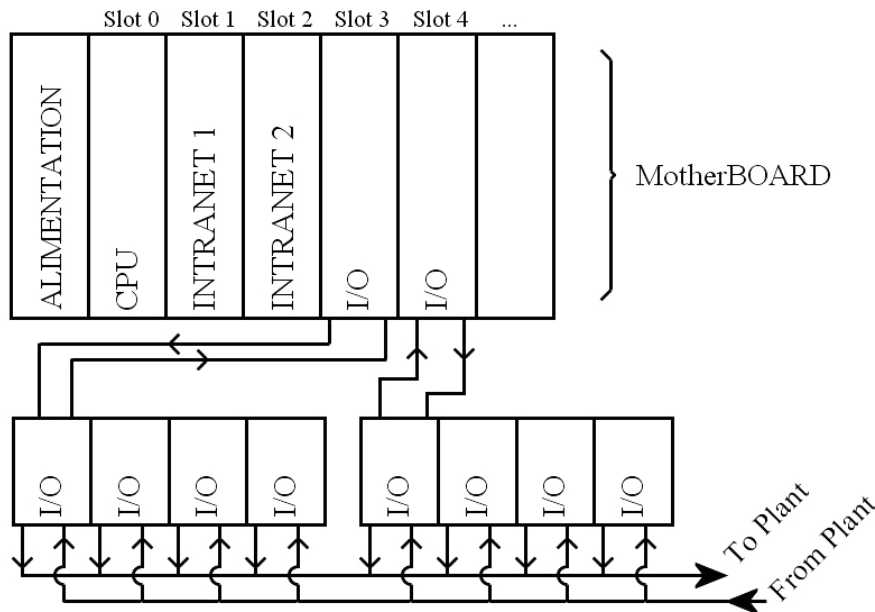 Slot 0 Slot 1 Slot 2 Slot 3 Slot 4 ...
ALIMENTATION
CPU
INTRANET 1
INTRANET 2
I/O
I/O
MotherBOARD
I/O
I/O
I/O
I/O
I/O
I/O
I/O
I/O
To Plant
From Plant